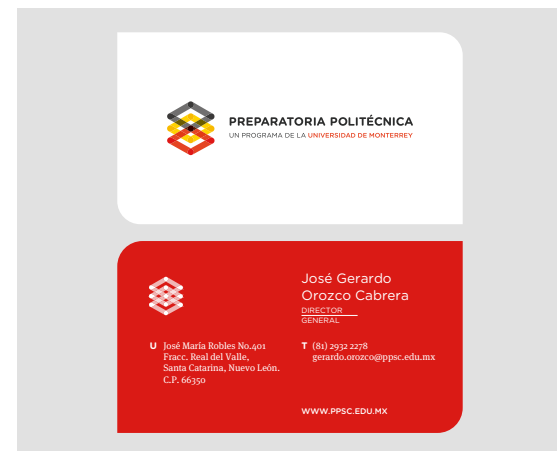 PREPARATORIA POLITÉCNICA
UN PROGRAMA DE LA UNIVERSIDAD DE MONTERREY
José Gerardo
Orozco Cabrera
DIRECTOR
GENERAL
U José María Robles No.401
Fracc. Real del Valle,
Santa Catarina, Nuevo León.
C.P. 66350
T (81) 2932 2278
gerardo.orozco@ppsc.edu.mx
WWW.PPSC.EDU.MX